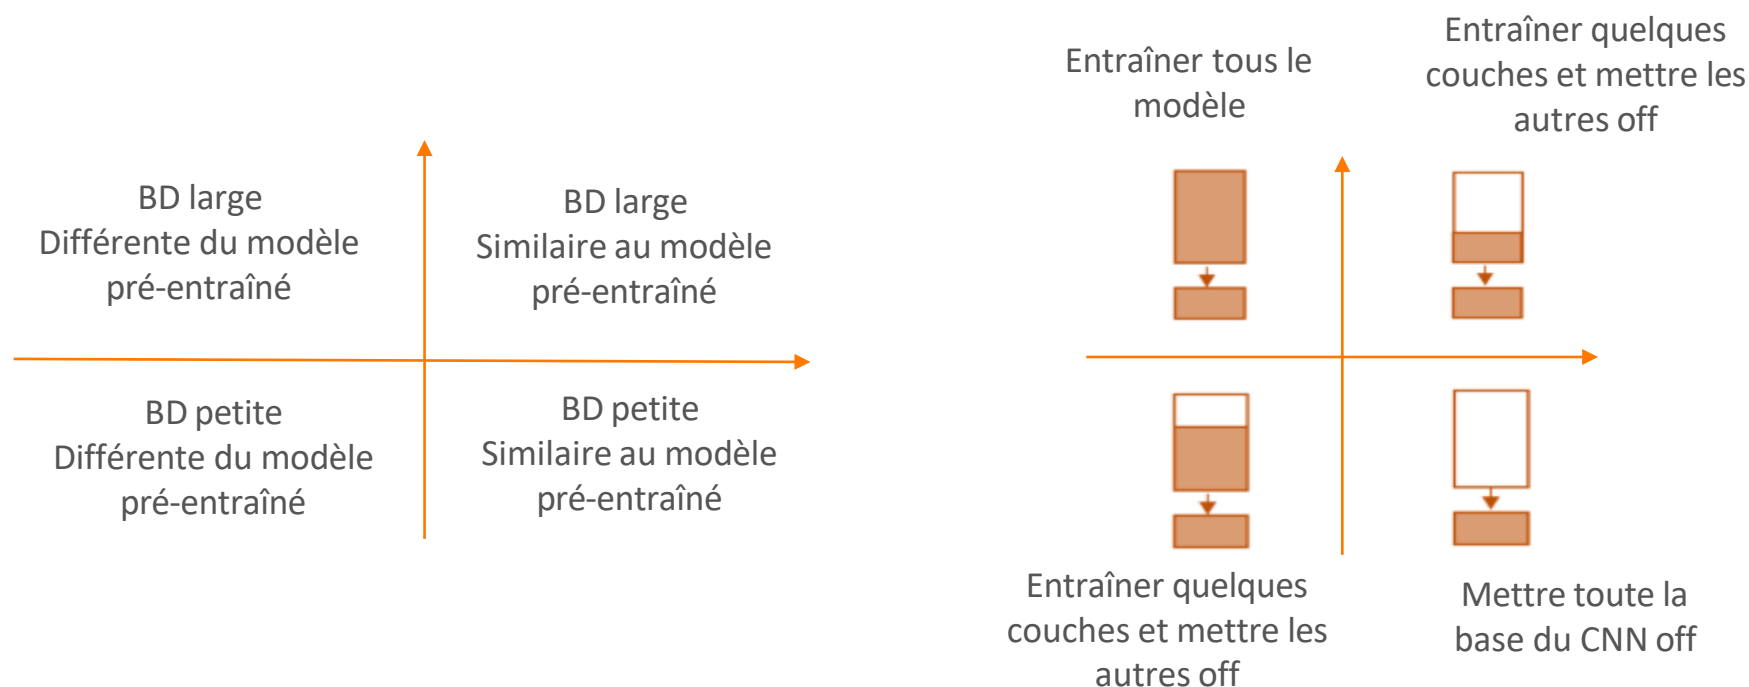 BD large
Différente du modèle
pré-entraîné
BD large
Similaire au modèle
pré-entraîné
BD petite
Différente du modèle
pré-entraîné
BD petite
Similaire au modèle
pré-entraîné
Entraîner tous le
modèle
Entraîner quelques
couches et mettre les
autres off
Entraîner quelques
couches et mettre les
autres off
Mettre toute la
base du CNN off